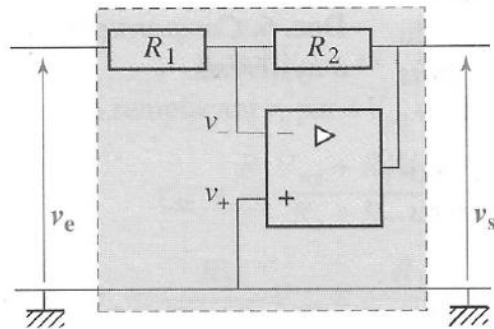 R₁ R₂
v₋ −
v₊ +
vₑ vₛ